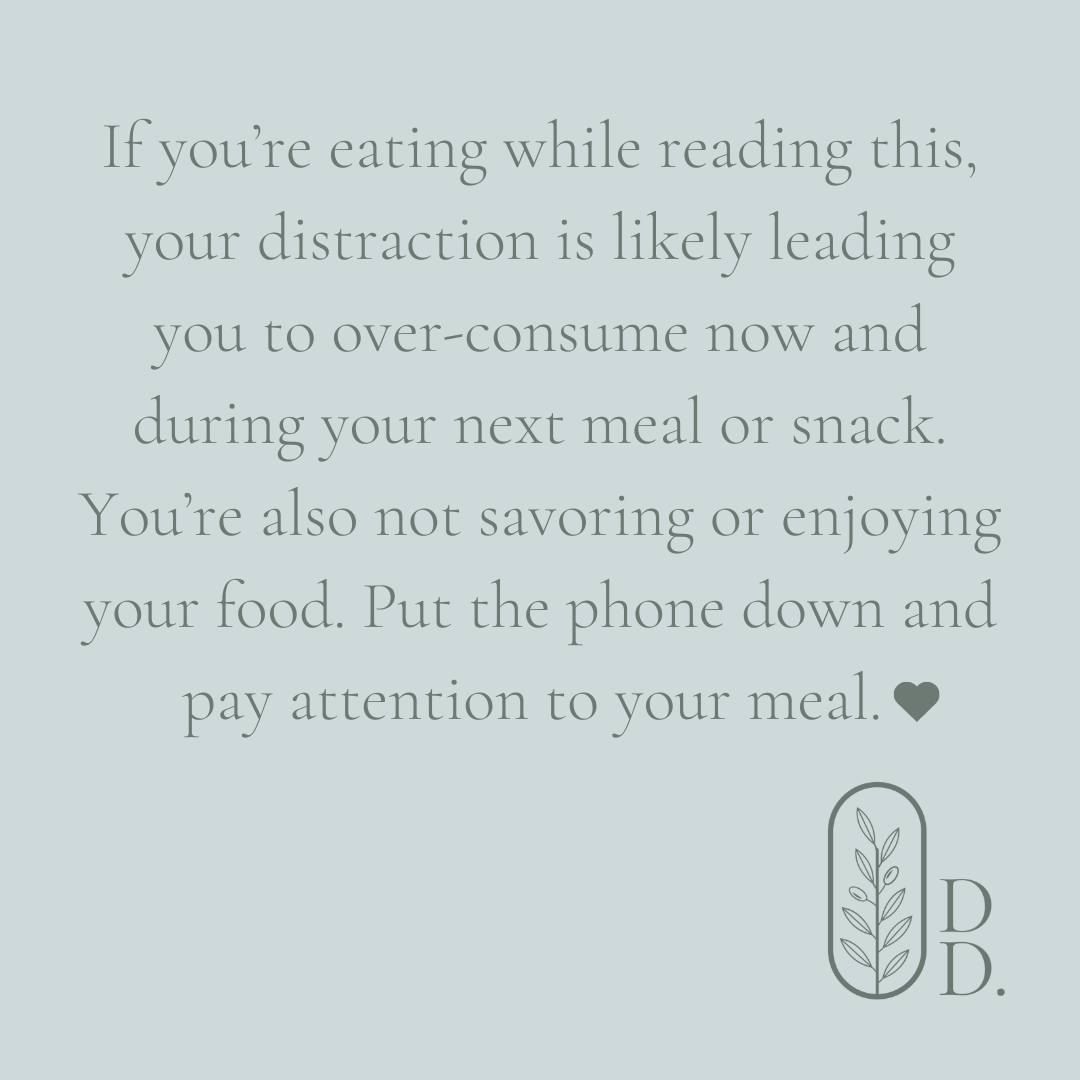 If you’re eating while reading this,
your distraction is likely leading
you to over-consume now and
during your next meal or snack.
You’re also not savoring or enjoying
your food. Put the phone down and
pay attention to your meal.
D
D.